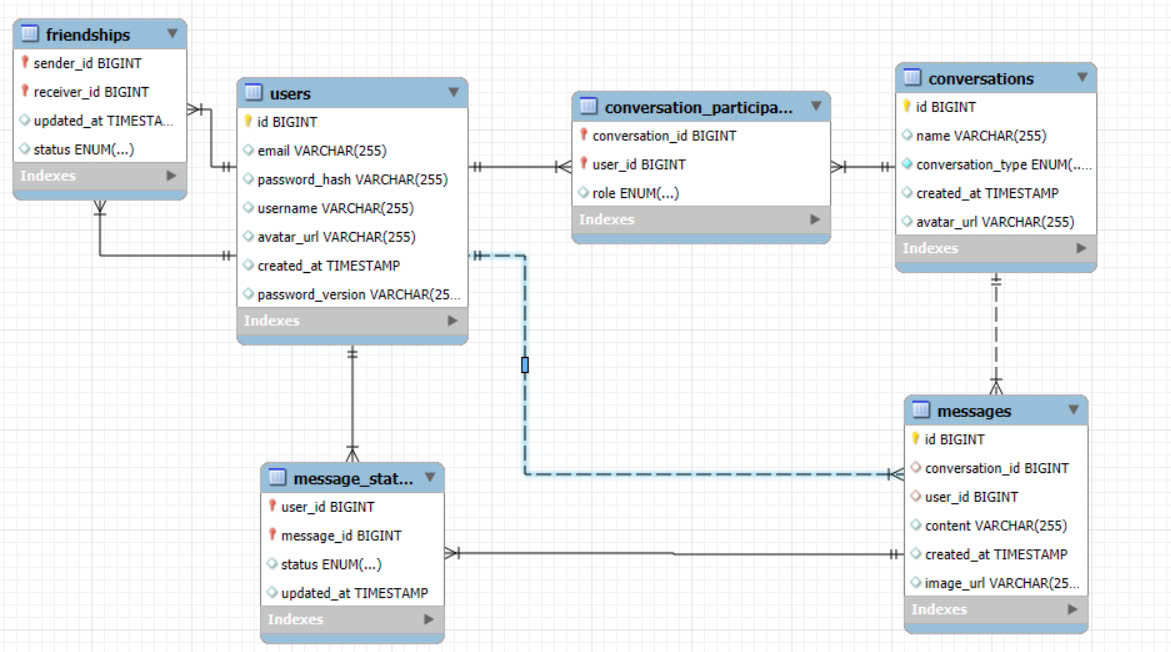 friendships
sender_id BIGINT
receiver_id BIGINT
updated_at TIMESTA...
status ENUM(...)
Indexes
users
id BIGINT
email VARCHAR(255)
password_hash VARCHAR(255)
username VARCHAR(255)
avatar_url VARCHAR(255)
created_at TIMESTAMP
password_version VARCHAR(25...
Indexes
conversation_participa...
conversation_id BIGINT
user_id BIGINT
role ENUM(...)
Indexes
conversations
id BIGINT
name VARCHAR(255)
conversation_type ENUM(.....
created_at TIMESTAMP
avatar_url VARCHAR(255)
Indexes
message_stat...
user_id BIGINT
message_id BIGINT
status ENUM(...)
updated_at TIMESTAMP
Indexes
messages
id BIGINT
conversation_id BIGINT
user_id BIGINT
content VARCHAR(255)
created_at TIMESTAMP
image_url VARCHAR(25...
Indexes